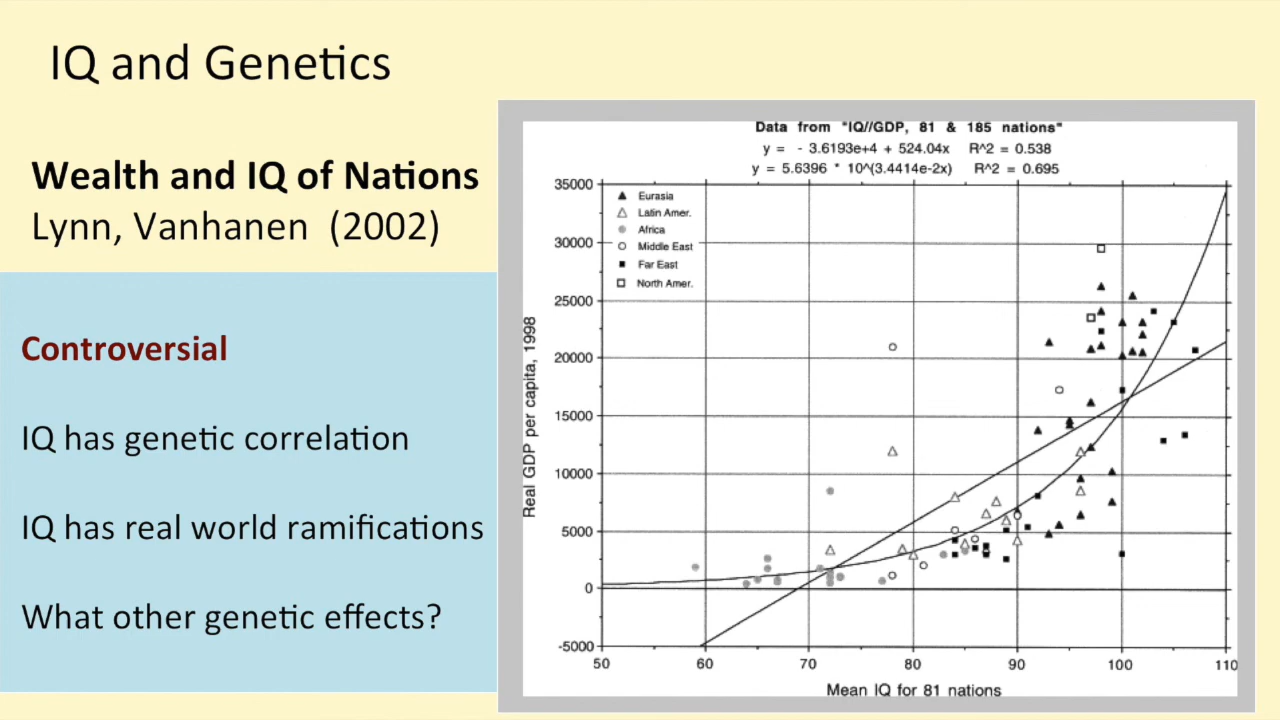 IQ and Genetics
Wealth and IQ of Nations
Lynn, Vanhanen (2002)
Controversial
IQ has genetic correlation
IQ has real world ramifications
What other genetic effects?
Data from "IQ//GDP, 81 & 185 nations"
y = - 3.6193e+4 + 524.04x R^2 = 0.538
y = 5.6396 * 10^(3.4414e-2x) R^2 = 0.695
Eurasia
Latin Amer.
Africa
Middle East
Far East
North Amer.
Real GDP per capita, 1998
35000
30000
25000
20000
15000
10000
5000
0
-5000
50 60 70 80 90 100 110
Mean IQ for 81 nations